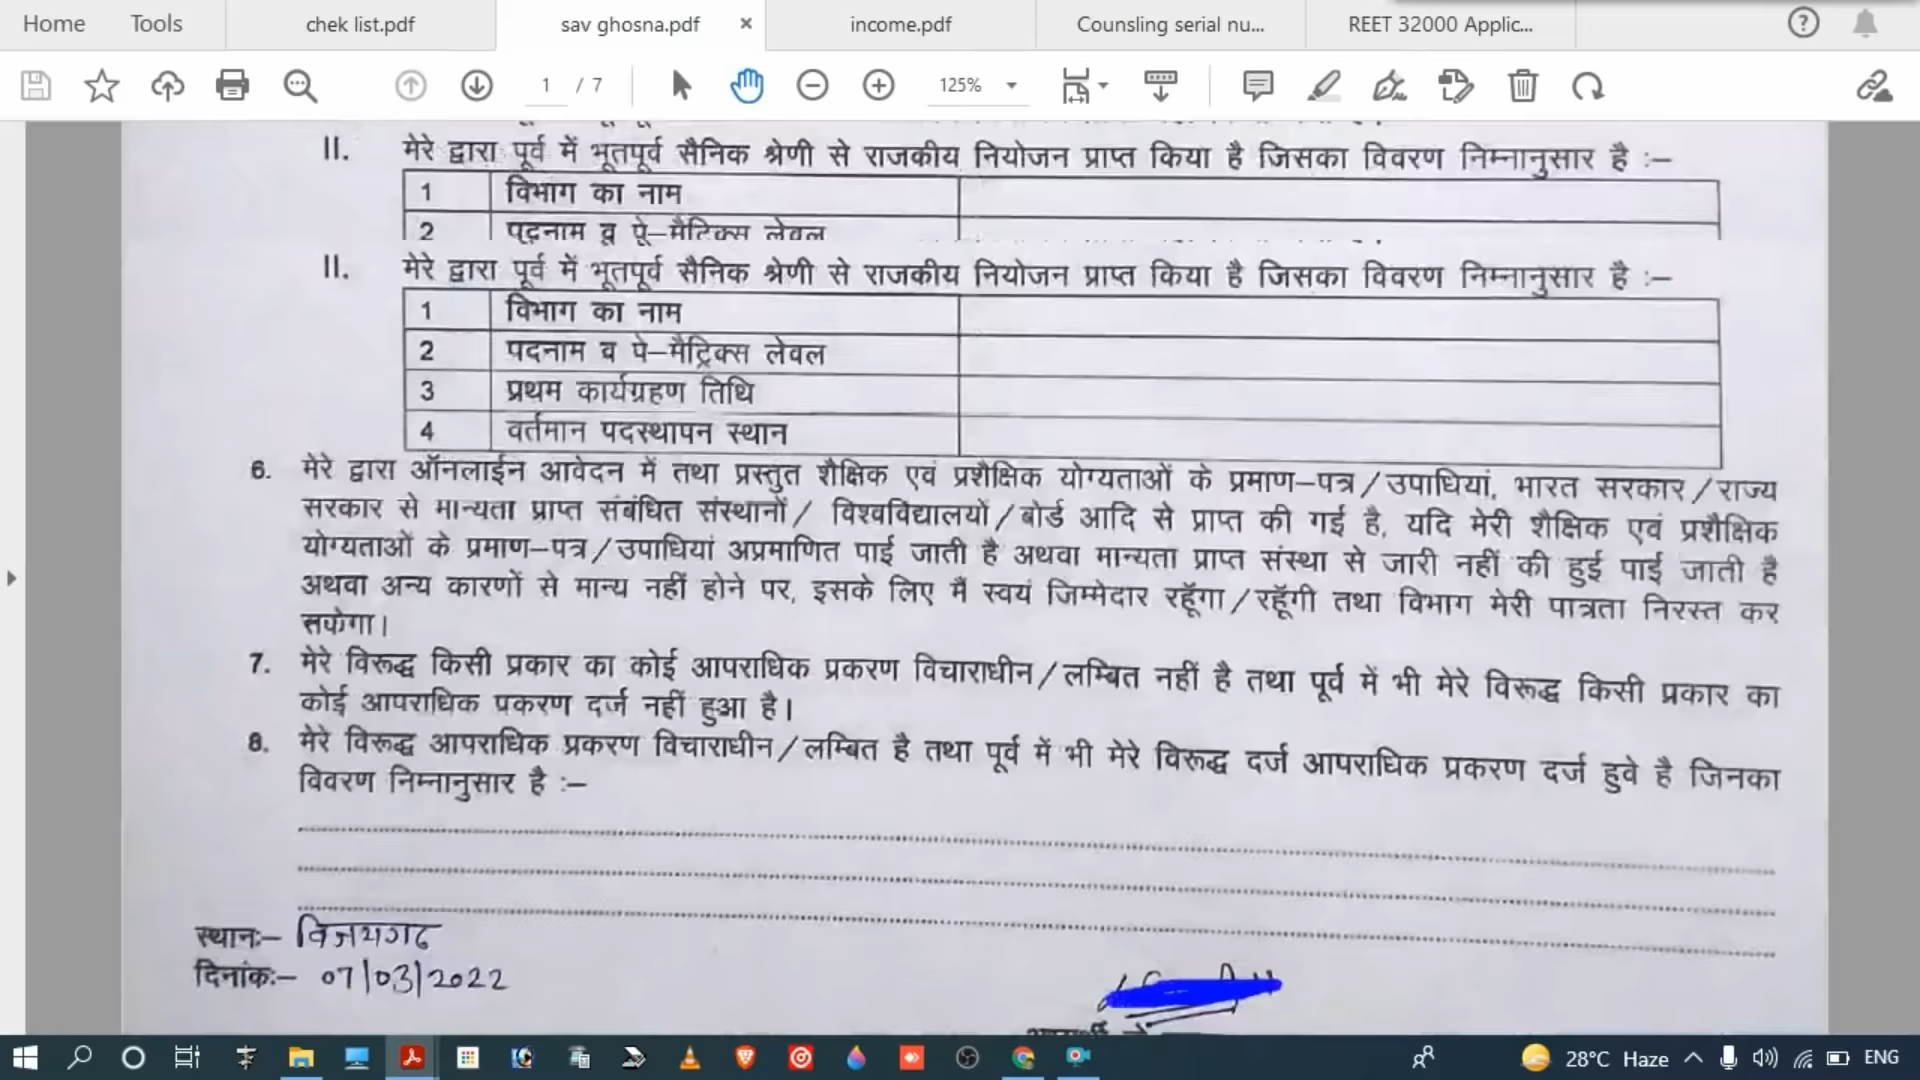 Home Tools chek list.pdf sav ghosna.pdf × income.pdf Counsling serial nu... REET 32000 Applic...
1 / 7 125%
II. मेरे द्वारा पूर्व में भूतपूर्व सैनिक श्रेणी से राजकीय नियोजन प्राप्त किया है जिसका विवरण निम्नानुसार है :–
1 विभाग का नाम
2 पदनाम व पे–मैट्रिक्स लेवल
II. मेरे द्वारा पूर्व में भूतपूर्व सैनिक श्रेणी से राजकीय नियोजन प्राप्त किया है जिसका विवरण निम्नानुसार है :–
1 विभाग का नाम
2 पदनाम व पे–मैट्रिक्स लेवल
3 प्रथम कार्यग्रहण तिथि
4 वर्तमान पदस्थापन स्थान
6. मेरे द्वारा ऑनलाईन आवेदन में तथा प्रस्तुत शैक्षिक एवं प्रशैक्षिक योग्यताओं के प्रमाण–पत्र/उपाधियां, भारत सरकार/राज्य
सरकार से मान्यता प्राप्त संबंधित संस्थानों/ विश्वविद्यालयों/बोर्ड आदि से प्राप्त की गई है, यदि मेरी शैक्षिक एवं प्रशैक्षिक
योग्यताओं के प्रमाण–पत्र/उपाधियां अप्रमाणित पाई जाती है अथवा मान्यता प्राप्त संस्था से जारी नहीं की हुई पाई जाती है
अथवा अन्य कारणों से मान्य नहीं होने पर, इसके लिए मैं स्वयं जिम्मेदार रहूँगा/रहूँगी तथा विभाग मेरी पात्रता निरस्त कर
सकेगा।
7. मेरे विरूद्ध किसी प्रकार का कोई आपराधिक प्रकरण विचाराधीन/लम्बित नहीं है तथा पूर्व में भी मेरे विरूद्ध किसी प्रकार का
कोई आपराधिक प्रकरण दर्ज नहीं हुआ है।
8. मेरे विरूद्ध आपराधिक प्रकरण विचाराधीन/लम्बित है तथा पूर्व में भी मेरे विरूद्ध दर्ज आपराधिक प्रकरण दर्ज हुवे है जिनका
विवरण निम्नानुसार है :–
स्थानः– विजयगढ
दिनांकः– 07/03/2022
28°C Haze ENG